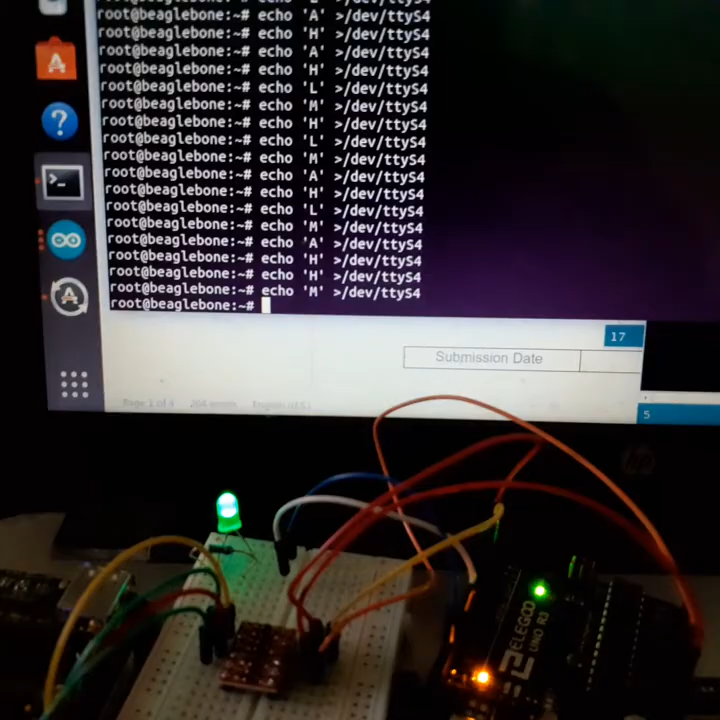 root@beaglebone:~# echo 'A' >/dev/ttyS4
root@beaglebone:~# echo 'H' >/dev/ttyS4
root@beaglebone:~# echo 'A' >/dev/ttyS4
root@beaglebone:~# echo 'H' >/dev/ttyS4
root@beaglebone:~# echo 'L' >/dev/ttyS4
root@beaglebone:~# echo 'M' >/dev/ttyS4
root@beaglebone:~# echo 'H' >/dev/ttyS4
root@beaglebone:~# echo 'L' >/dev/ttyS4
root@beaglebone:~# echo 'M' >/dev/ttyS4
root@beaglebone:~# echo 'A' >/dev/ttyS4
root@beaglebone:~# echo 'H' >/dev/ttyS4
root@beaglebone:~# echo 'L' >/dev/ttyS4
root@beaglebone:~# echo 'M' >/dev/ttyS4
root@beaglebone:~# echo 'A' >/dev/ttyS4
root@beaglebone:~# echo 'H' >/dev/ttyS4
root@beaglebone:~# echo 'H' >/dev/ttyS4
root@beaglebone:~# echo 'M' >/dev/ttyS4
root@beaglebone:~#
17
Submission Date
Page 1 of 4
5
ELEGOO
UNO R3